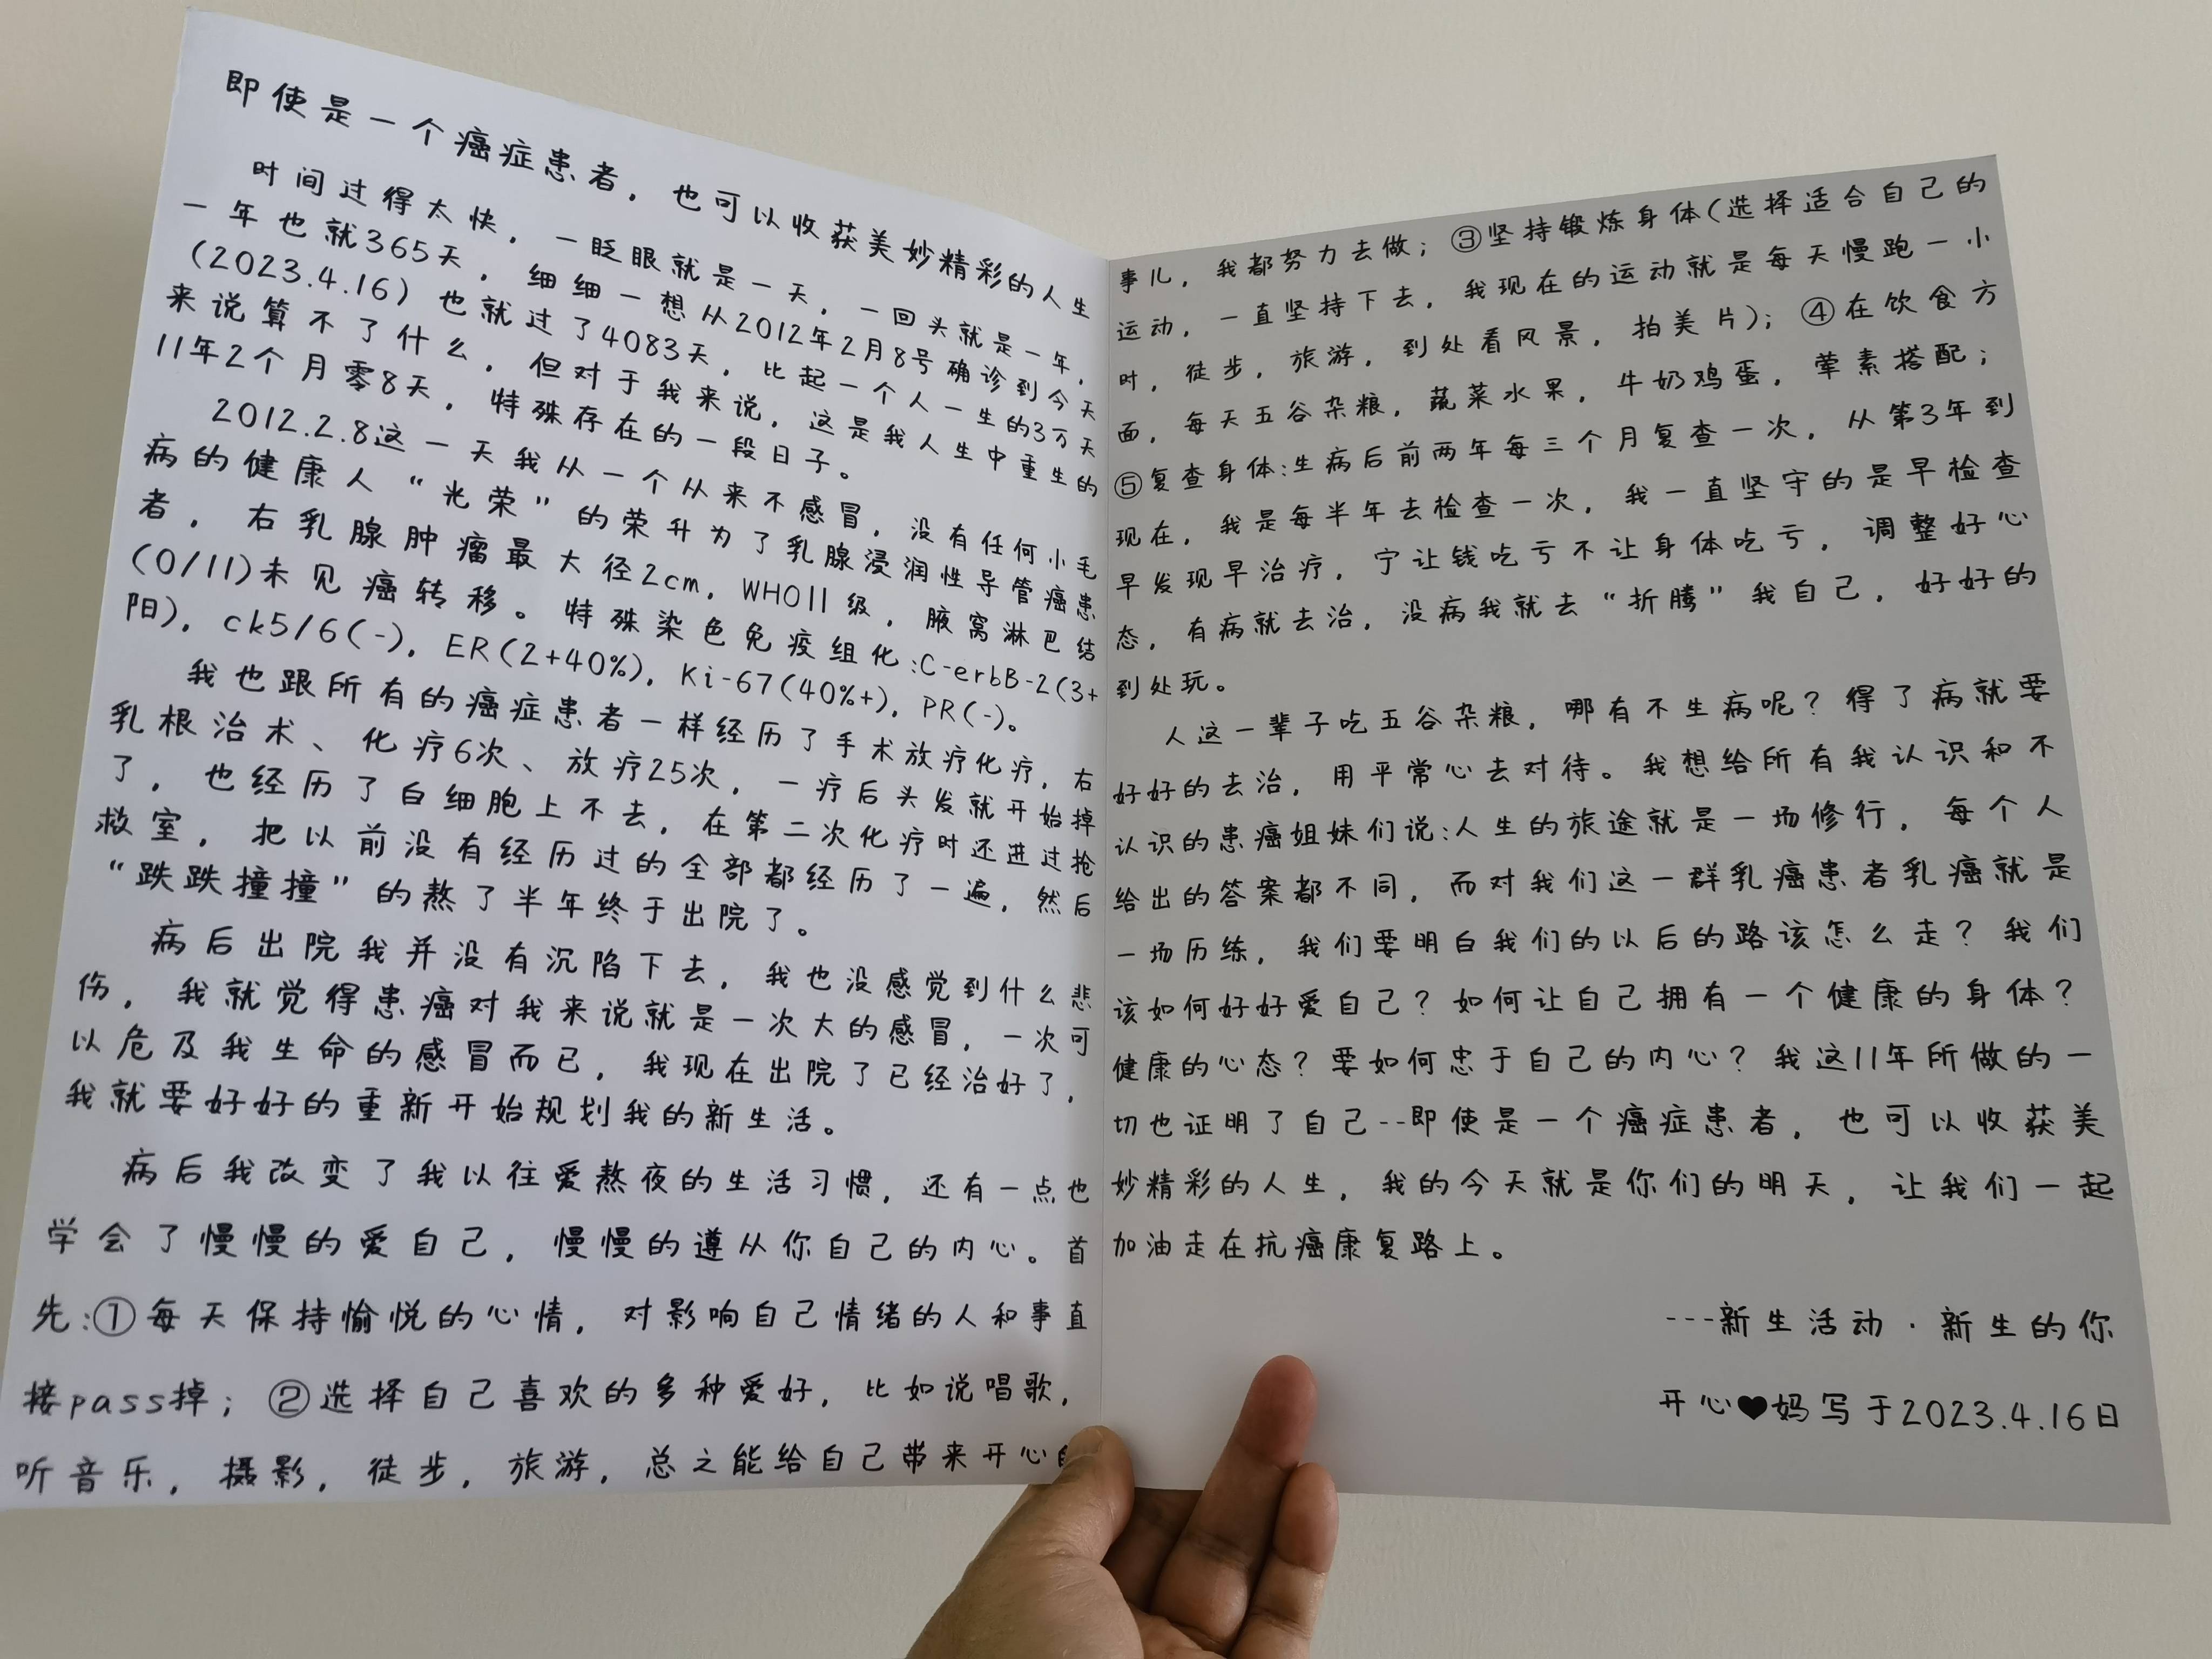 即使是一个癌症患者，也可以收获美妙精彩的人生
时间过得太快，一眨眼就是一天，一回头就是一年，
一年也就365天，细细一想从2012年2月8号确诊到今天
（2023.4.16）也就过了4083天，比起一个人一生的3万天
来说算不了什么，但对于我来说，这是我人生中重生的
11年2个月零8天，特殊存在的一段日子。
2012.2.8这一天我从一个从来不感冒，没有任何小毛
病的健康人“光荣”的荣升为了乳腺浸润性导管癌患
者，右乳腺肿瘤最大径2cm，WHO11级，腋窝淋巴结
(0/11)未见癌转移。特殊染色免疫组化:C-erbB-2(3+
阳)，ck5/6(-)，ER(2+40%)，Ki-67(40%+)，PR(-)。
我也跟所有的癌症患者一样经历了手术放疗化疗，右
乳根治术、化疗6次、放疗25次，一疗后头发就开始掉
了，也经历了白细胞上不去，在第二次化疗时还进过抢
救室，把以前没有经历过的全部都经历了一遍，然后
“跌跌撞撞”的熬了半年终于出院了。
病后出院我并没有沉陷下去，我也没感觉到什么悲
伤，我就觉得患癌对我来说就是一次大的感冒，一次可
以危及我生命的感冒而已，我现在出院了已经治好了，
我就要好好的重新开始规划我的新生活。
病后我改变了我以往爱熬夜的生活习惯，还有一点也
学会了慢慢的爱自己，慢慢的遵从你自己的内心。首
先:①每天保持愉悦的心情，对影响自己情绪的人和事直
接pass掉；②选择自己喜欢的多种爱好，比如说唱歌，
听音乐，摄影，徒步，旅游，总之能给自己带来开心的
事儿，我都努力去做；③坚持锻炼身体(选择适合自己的
运动，一直坚持下去，我现在的运动就是每天慢跑一小
时，徒步，旅游，到处看风景，拍美片)；④在饮食方
面，每天五谷杂粮，蔬菜水果，牛奶鸡蛋，荤素搭配；
⑤复查身体:生病后前两年每三个月复查一次，从第3年到
现在，我是每半年去检查一次，我一直坚守的是早检查
早发现早治疗，宁让钱吃亏不让身体吃亏，调整好心
态，有病就去治，没病我就去“折腾”我自己，好好的
到处玩。
人这一辈子吃五谷杂粮，哪有不生病呢？得了病就要
好好的去治，用平常心去对待。我想给所有我认识和不
认识的患癌姐妹们说:人生的旅途就是一场修行，每个人
给出的答案都不同，而对我们这一群乳癌患者乳癌就是
一场历练，我们要明白我们的以后的路该怎么走？我们
该如何好好爱自己？如何让自己拥有一个健康的身体？
健康的心态？要如何忠于自己的内心？我这11年所做的一
切也证明了自己--即使是一个癌症患者，也可以收获美
妙精彩的人生，我的今天就是你们的明天，让我们一起
加油走在抗癌康复路上。
---新生活动·新生的你
开心♥妈写于2023.4.16日